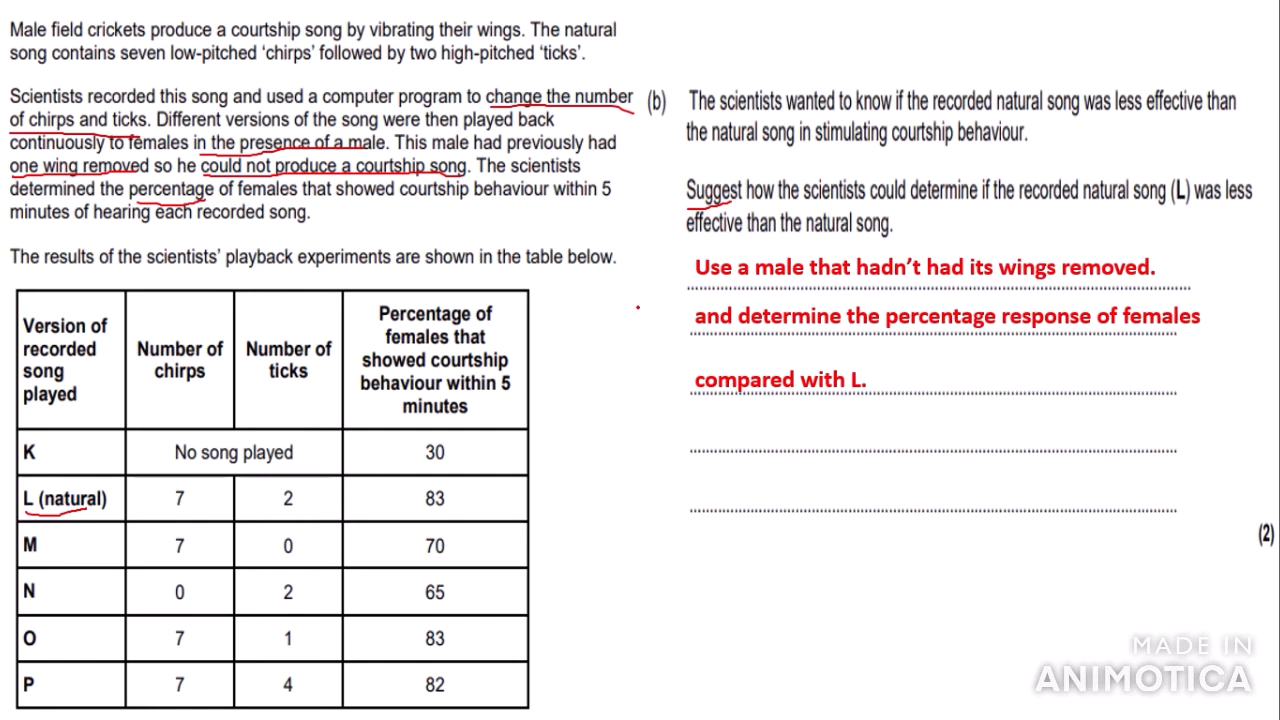 Male field crickets produce a courtship song by vibrating their wings. The natural
song contains seven low-pitched ‘chirps’ followed by two high-pitched ‘ticks’.
Scientists recorded this song and used a computer program to change the number
of chirps and ticks. Different versions of the song were then played back
continuously to females in the presence of a male. This male had previously had
one wing removed so he could not produce a courtship song. The scientists
determined the percentage of females that showed courtship behaviour within 5
minutes of hearing each recorded song.
The results of the scientists’ playback experiments are shown in the table below.
Version of
recorded
song
played
Number of
chirps
Number of
ticks
Percentage of
females that
showed courtship
behaviour within 5
minutes
K No song played 30
L (natural) 7 2 83
M 7 0 70
N 0 2 65
O 7 1 83
P 7 4 82
(b) The scientists wanted to know if the recorded natural song was less effective than
the natural song in stimulating courtship behaviour.
Suggest how the scientists could determine if the recorded natural song (L) was less
effective than the natural song.
Use a male that hadn’t had its wings removed.
and determine the percentage response of females
compared with L.
(2)
MADE IN
ANIMOTICA